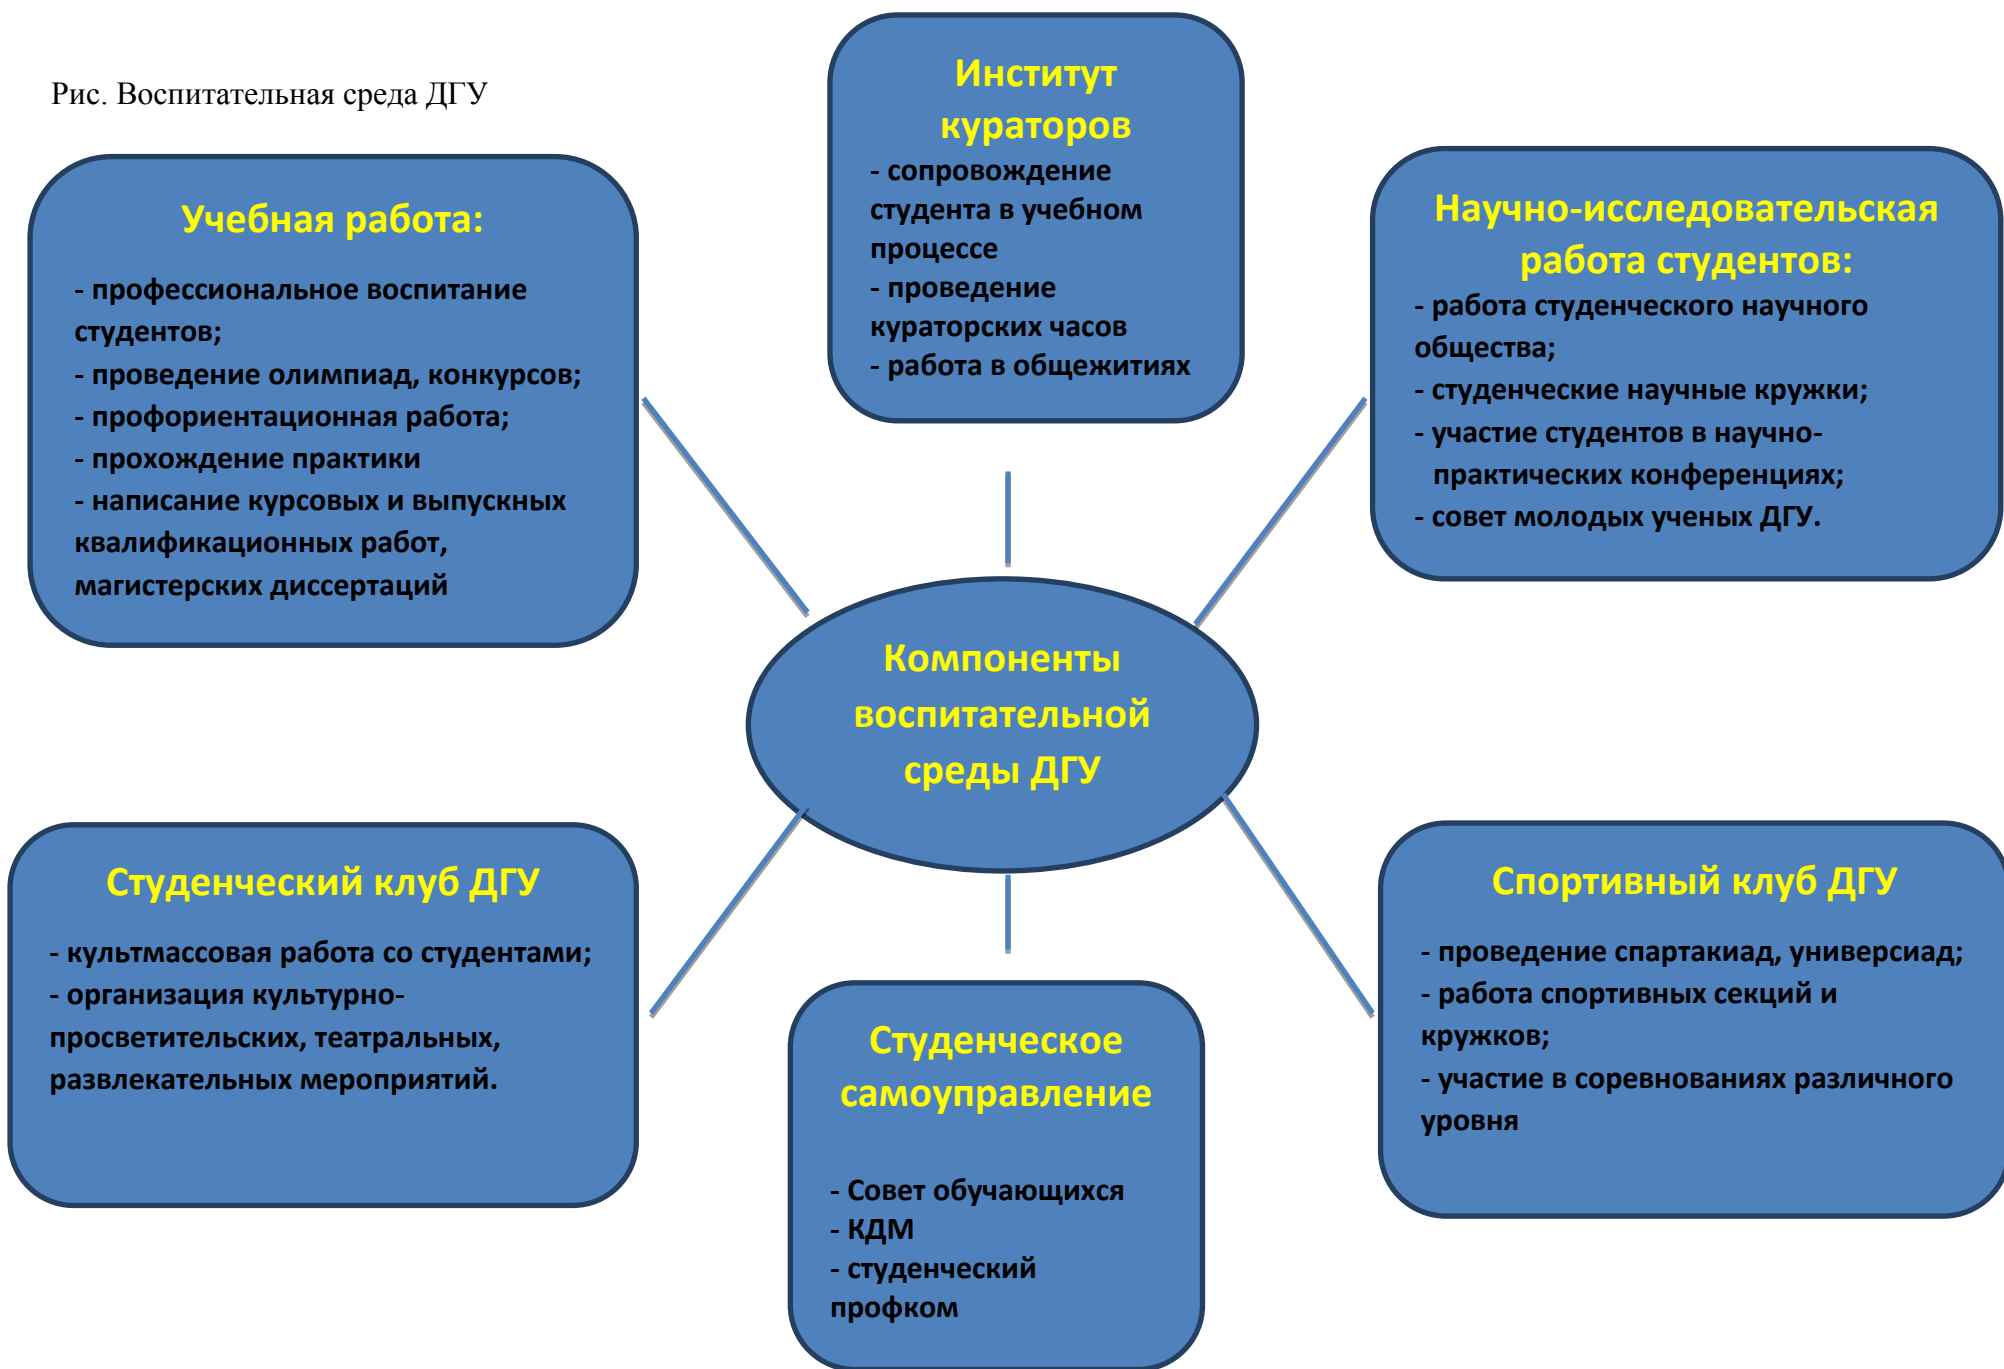 Рис. Воспитательная среда ДГУ
Институт
кураторов
- сопровождение
студента в учебном
процессе
- проведение
кураторских часов
- работа в общежитиях
Учебная работа:
- профессиональное воспитание
студентов;
- проведение олимпиад, конкурсов;
- профориентационная работа;
- прохождение практики
- написание курсовых и выпускных
квалификационных работ,
магистерских диссертаций
Научно-исследовательская
работа студентов:
- работа студенческого научного
общества;
- студенческие научные кружки;
- участие студентов в научно-
практических конференциях;
- совет молодых ученых ДГУ.
Компоненты
воспитательной
среды ДГУ
Студенческий клуб ДГУ
- культмассовая работа со студентами;
- организация культурно-
просветительских, театральных,
развлекательных мероприятий.
Студенческое
самоуправление
- Совет обучающихся
- КДМ
- студенческий
профком
Спортивный клуб ДГУ
- проведение спартакиад, универсиад;
- работа спортивных секций и
кружков;
- участие в соревнованиях различного
уровня